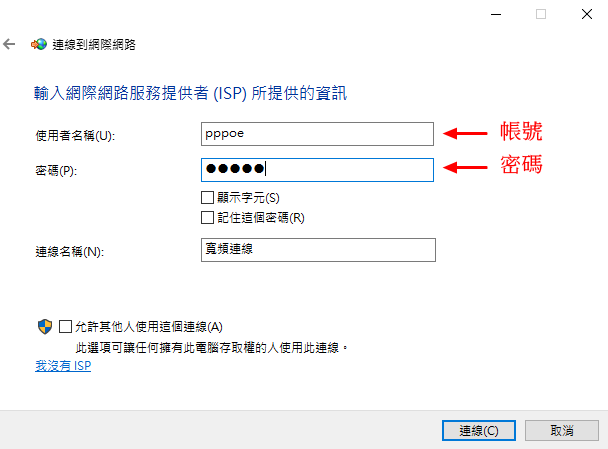 連線到網際網路
輸入網際網路服務提供者 (ISP) 所提供的資訊
使用者名稱(U): pppoe 帳號
密碼(P): ●●●●● 密碼
顯示字元(S)
記住這個密碼(R)
連線名稱(N): 寬頻連線
允許其他人使用這個連線(A)
此選項可讓任何擁有此電腦存取權的人使用此連線。
我沒有 ISP
連線(C) 取消